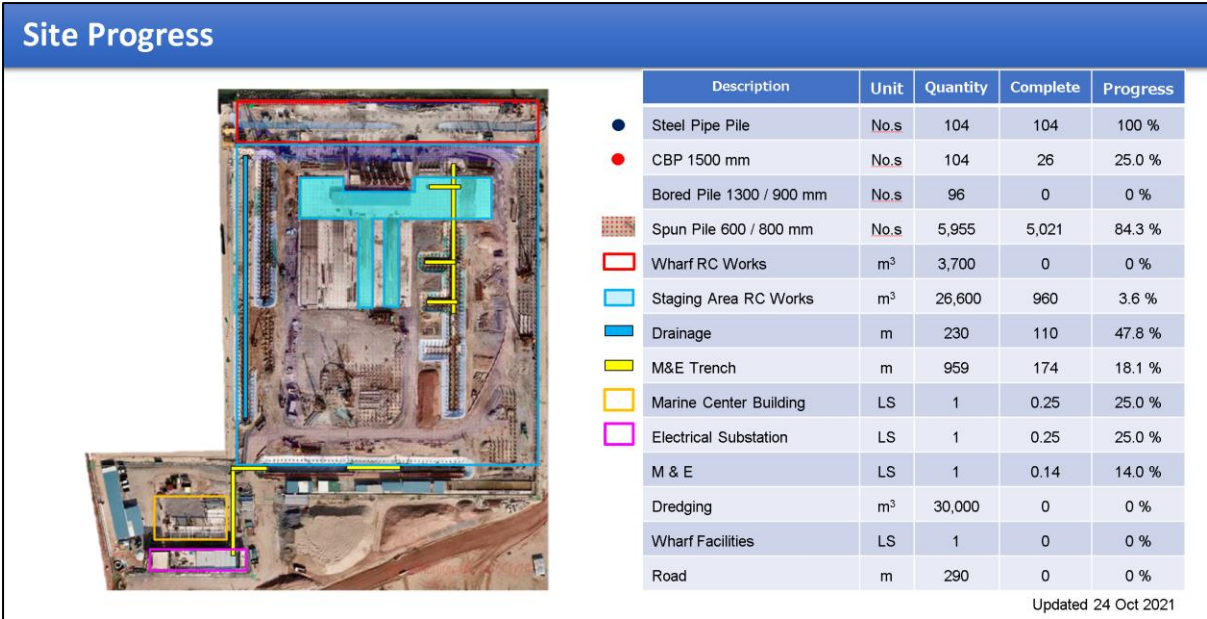 Site Progress
Description Unit Quantity Complete Progress
Steel Pipe Pile No.s 104 104 100 %
CBP 1500 mm No.s 104 26 25.0 %
Bored Pile 1300 / 900 mm No.s 96 0 0 %
Spun Pile 600 / 800 mm No.s 5,955 5,021 84.3 %
Wharf RC Works m³ 3,700 0 0 %
Staging Area RC Works m³ 26,600 960 3.6 %
Drainage m 230 110 47.8 %
M&E Trench m 959 174 18.1 %
Marine Center Building LS 1 0.25 25.0 %
Electrical Substation LS 1 0.25 25.0 %
M & E LS 1 0.14 14.0 %
Dredging m³ 30,000 0 0 %
Wharf Facilities LS 1 0 0 %
Road m 290 0 0 %
Updated 24 Oct 2021